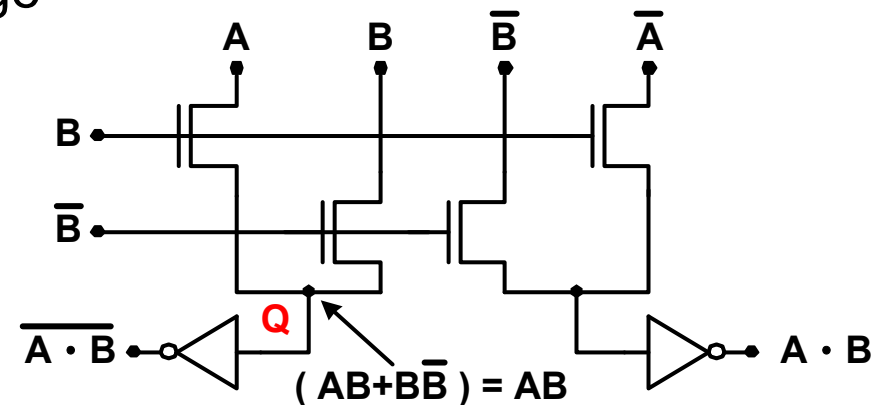 A B B̅ A̅
B
B̅
Q
A̅ ̅·̅ ̅B̅ A · B
( AB+BB̅ ) = AB